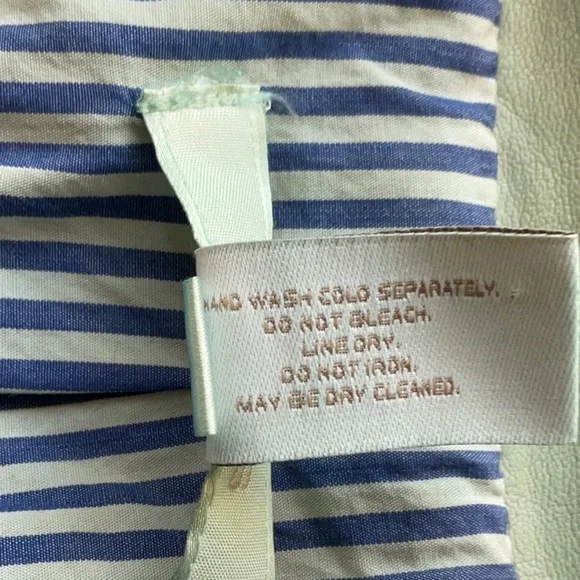 HAND WASH COLD SEPARATELY.
DO NOT BLEACH.
LINE DRY.
DO NOT IRON.
MAY BE DRY CLEANED.